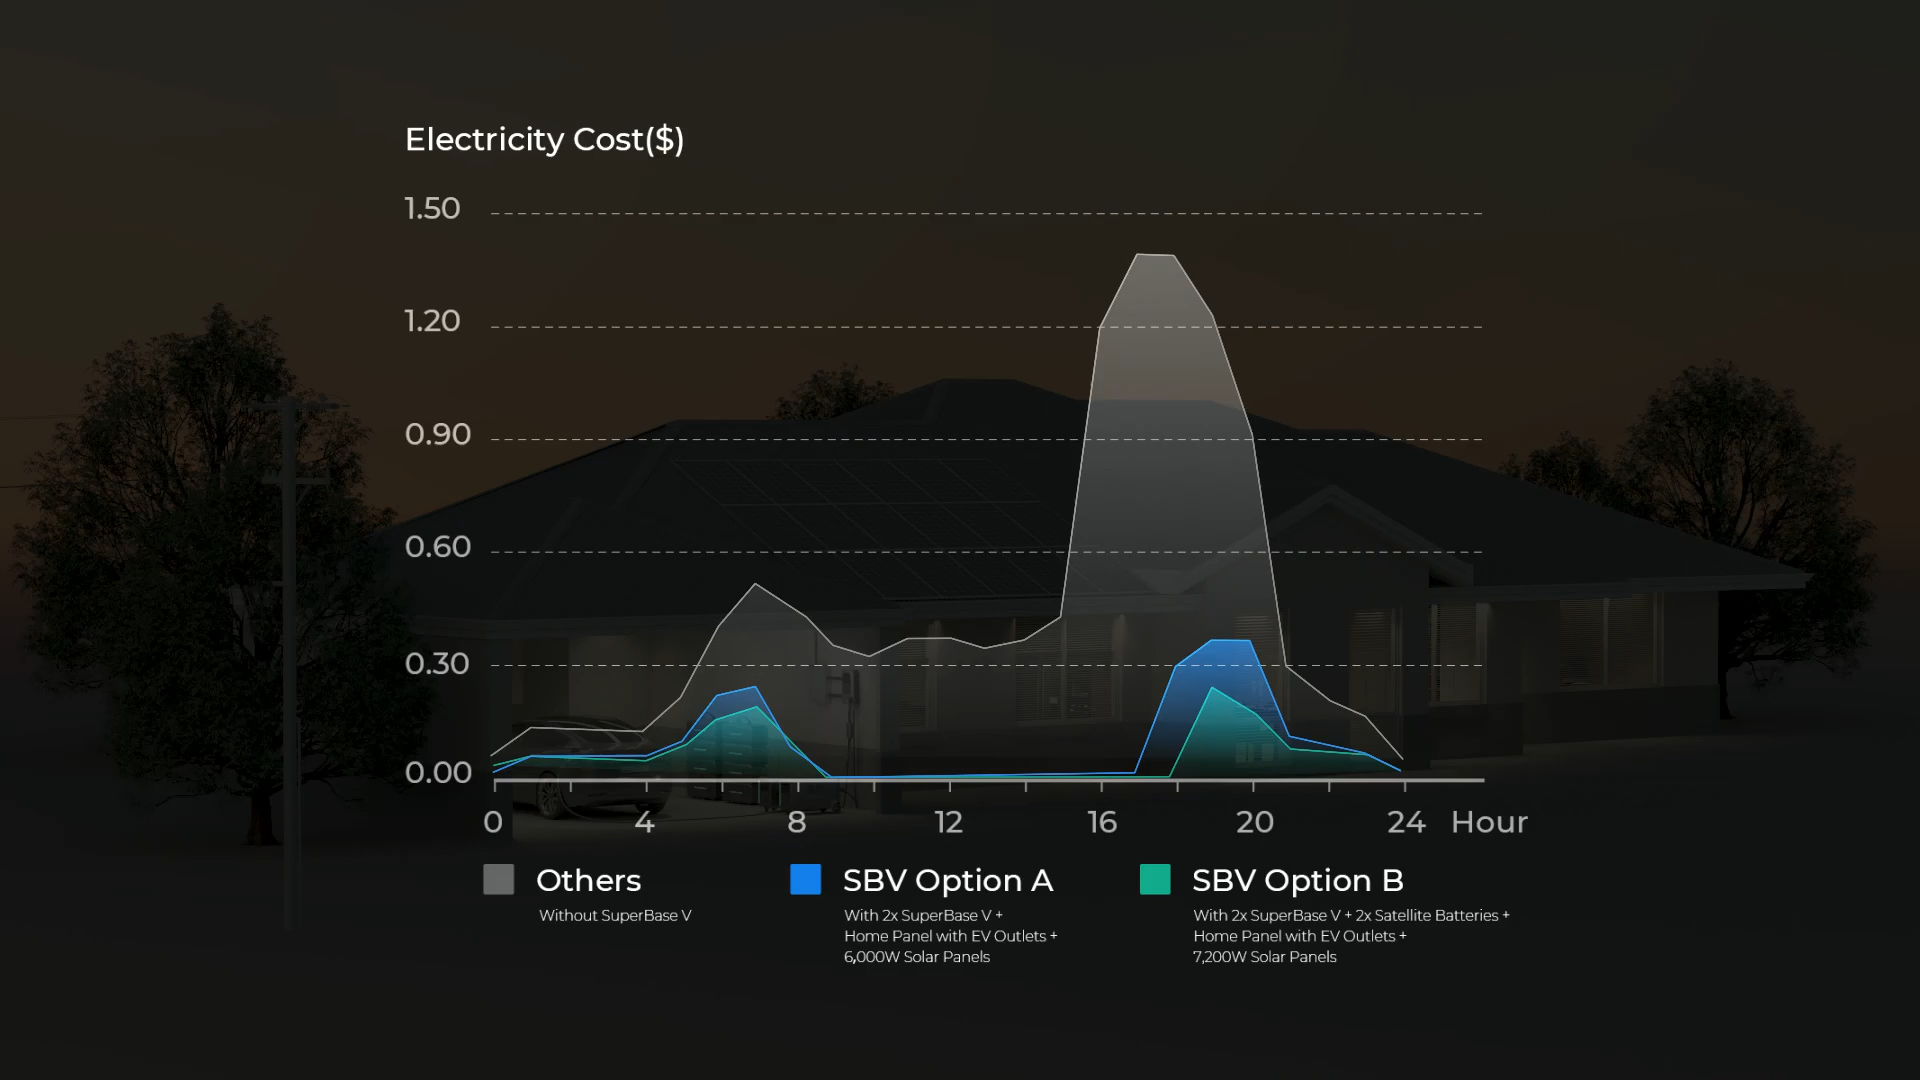 Electricity Cost($)
1.50
1.20
0.90
0.60
0.30
0.00
0 4 8 12 16 20 24 Hour
Others
Without SuperBase V
SBV Option A
With 2x SuperBase V +
Home Panel with EV Outlets +
6,000W Solar Panels
SBV Option B
With 2x SuperBase V + 2x Satellite Batteries +
Home Panel with EV Outlets +
7,200W Solar Panels